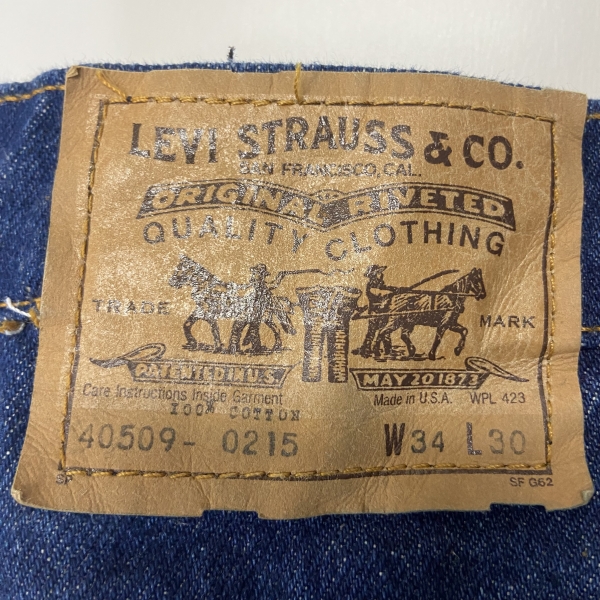 LEVI STRAUSS & CO.
SAN FRANCISCO, CAL.
ORIGINAL RIVETED
QUALITY CLOTHING
TRADE MARK
PATENTED IN U.S. MAY 20 1873
Care Instructions Inside Garment Made in U.S.A. WPL 423
100% COTTON
40509-0215 W34 L30
SF SF G62